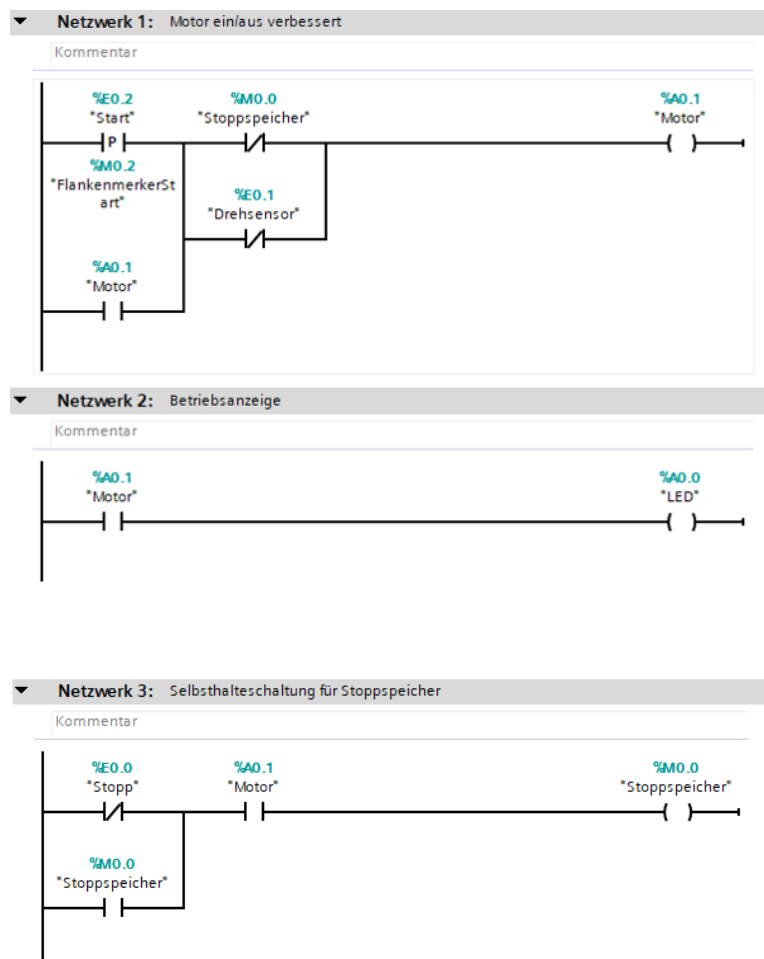 Netzwerk 1: Motor ein/aus verbessert
Kommentar
%E0.2
"Start"
P
%M0.2
"FlankenmerkerSt
art"
%M0.0
"Stoppspeicher"
%E0.1
"Drehsensor"
%A0.1
"Motor"
%A0.1
"Motor"
Netzwerk 2: Betriebsanzeige
Kommentar
%A0.1
"Motor"
%A0.0
"LED"
Netzwerk 3: Selbsthalteschaltung für Stoppspeicher
Kommentar
%E0.0
"Stopp"
%A0.1
"Motor"
%M0.0
"Stoppspeicher"
%M0.0
"Stoppspeicher"